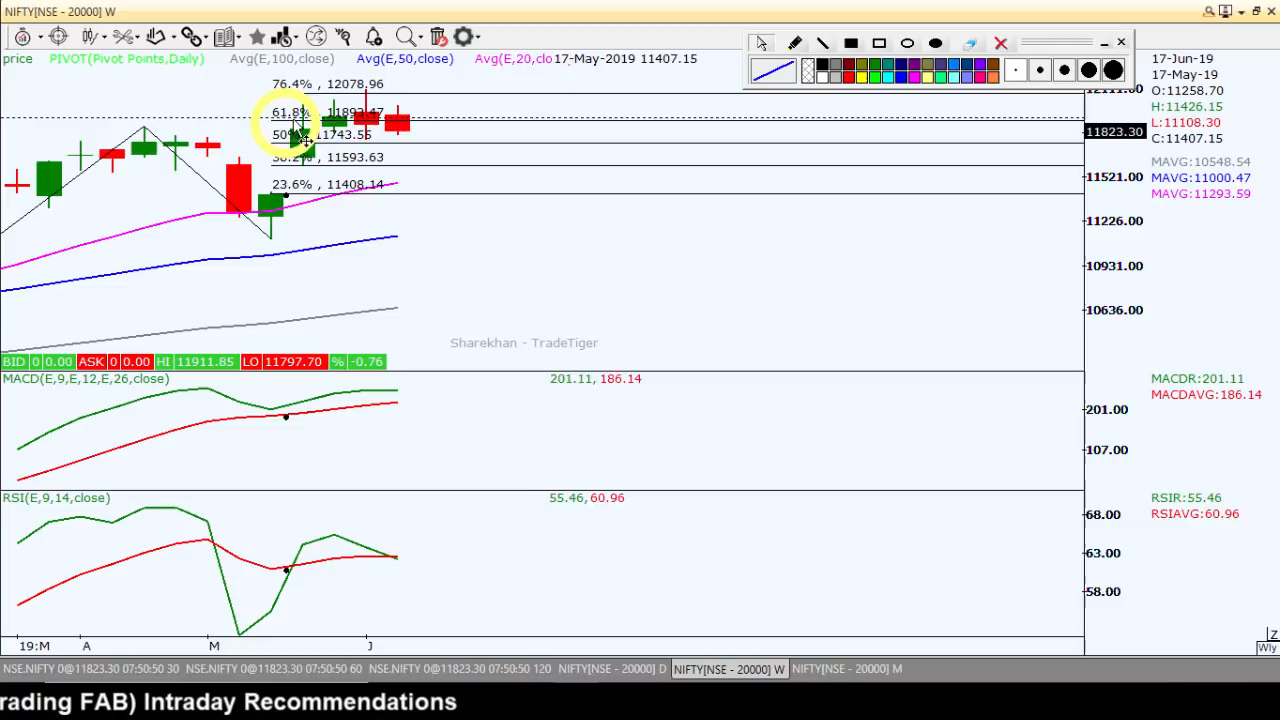 NIFTY[NSE - 20000] W
price PIVOT(Pivot Points,Daily) Avg(E,100,close) Avg(E,50,close) Avg(E,20,clo 17-May-2019 11407.15
76.4% , 12078.96
61.8% , 11893.47
50% , 11743.55
38.2% , 11593.63
23.6% , 11408.14
12111.00
11823.30
11521.00
11226.00
10931.00
10636.00
17-Jun-19
17-May-19
O:11258.70
H:11426.15
L:11108.30
C:11407.15
MAVG:10548.54
MAVG:11000.47
MAVG:11293.59
Sharekhan - TradeTiger
BID 0 0.00 ASK 0 0.00 HI 11911.85 LO 11797.70 % -0.76
MACD(E,9,E,12,E,26,close) 201.11, 186.14
MACDR:201.11
MACDAVG:186.14
201.00
107.00
RSI(E,9,14,close) 55.46, 60.96
RSIR:55.46
RSIAVG:60.96
68.00
63.00
58.00
19:M A M J
Z
Wly
NSE.NIFTY 0@11823.30 07:50:50 30 NSE.NIFTY 0@11823.30 07:50:50 60 NSE.NIFTY 0@11823.30 07:50:50 120 NIFTY[NSE - 20000] D NIFTY[NSE - 20000] W NIFTY[NSE - 20000] M
rading FAB) Intraday Recommendations